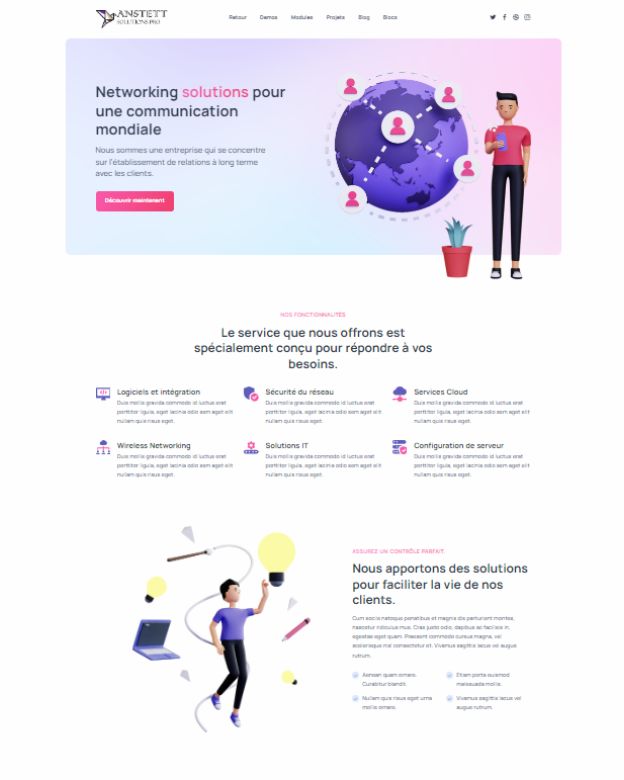 ANSTETT
SOLUTIONS PRO
Retour Demos Modules Projets Blog Blocs
Networking solutions pour
une communication
mondiale
Nous sommes une entreprise qui se concentre
sur l'établissement de relations à long terme
avec les clients.
Découvrir maintenant
NOS FONCTIONNALITÉS
Le service que nous offrons est
spécialement conçu pour répondre à vos
besoins.
Logiciels et intégration
Duis mollis gravida commodo id luctus erat
porttitor ligula, eget lacinia odio sem aget elit
nullam quis risus eget.
Sécurité du réseau
Duis mollis gravida commodo id luctus erat
porttitor ligula, eget lacinia odio sem aget elit
nullam quis risus eget.
Services Cloud
Duis mollis gravida commodo id luctus erat
porttitor ligula, eget lacinia odio sem aget elit
nullam quis risus eget.
Wireless Networking
Duis mollis gravida commodo id luctus erat
porttitor ligula, eget lacinia odio sem aget elit
nullam quis risus eget.
Solutions IT
Duis mollis gravida commodo id luctus erat
porttitor ligula, eget lacinia odio sem aget elit
nullam quis risus eget.
Configuration de serveur
Duis mollis gravida commodo id luctus erat
porttitor ligula, eget lacinia odio sem aget elit
nullam quis risus eget.
ASSUREZ UN CONTRÔLE PARFAIT.
Nous apportons des solutions
pour faciliter la vie de nos
clients.
Cum sociis natoque penatibus et magnis dis parturient montes,
nascetur ridiculus mus. Cras justo odio, dapibus ac facilisis in,
egestas eget quam. Praesent commodo cursus magna, vel
scelerisque nisl consectetur et. Vivamus sagittis lacus vel augue
rutrum.
Aenean quam ornare.
Curabitur blandit.
Etiam porta euismod
malesuada mollis.
Nullam quis risus eget urna
mollis ornare.
Vivamus sagittis lacus vel
augue rutrum.